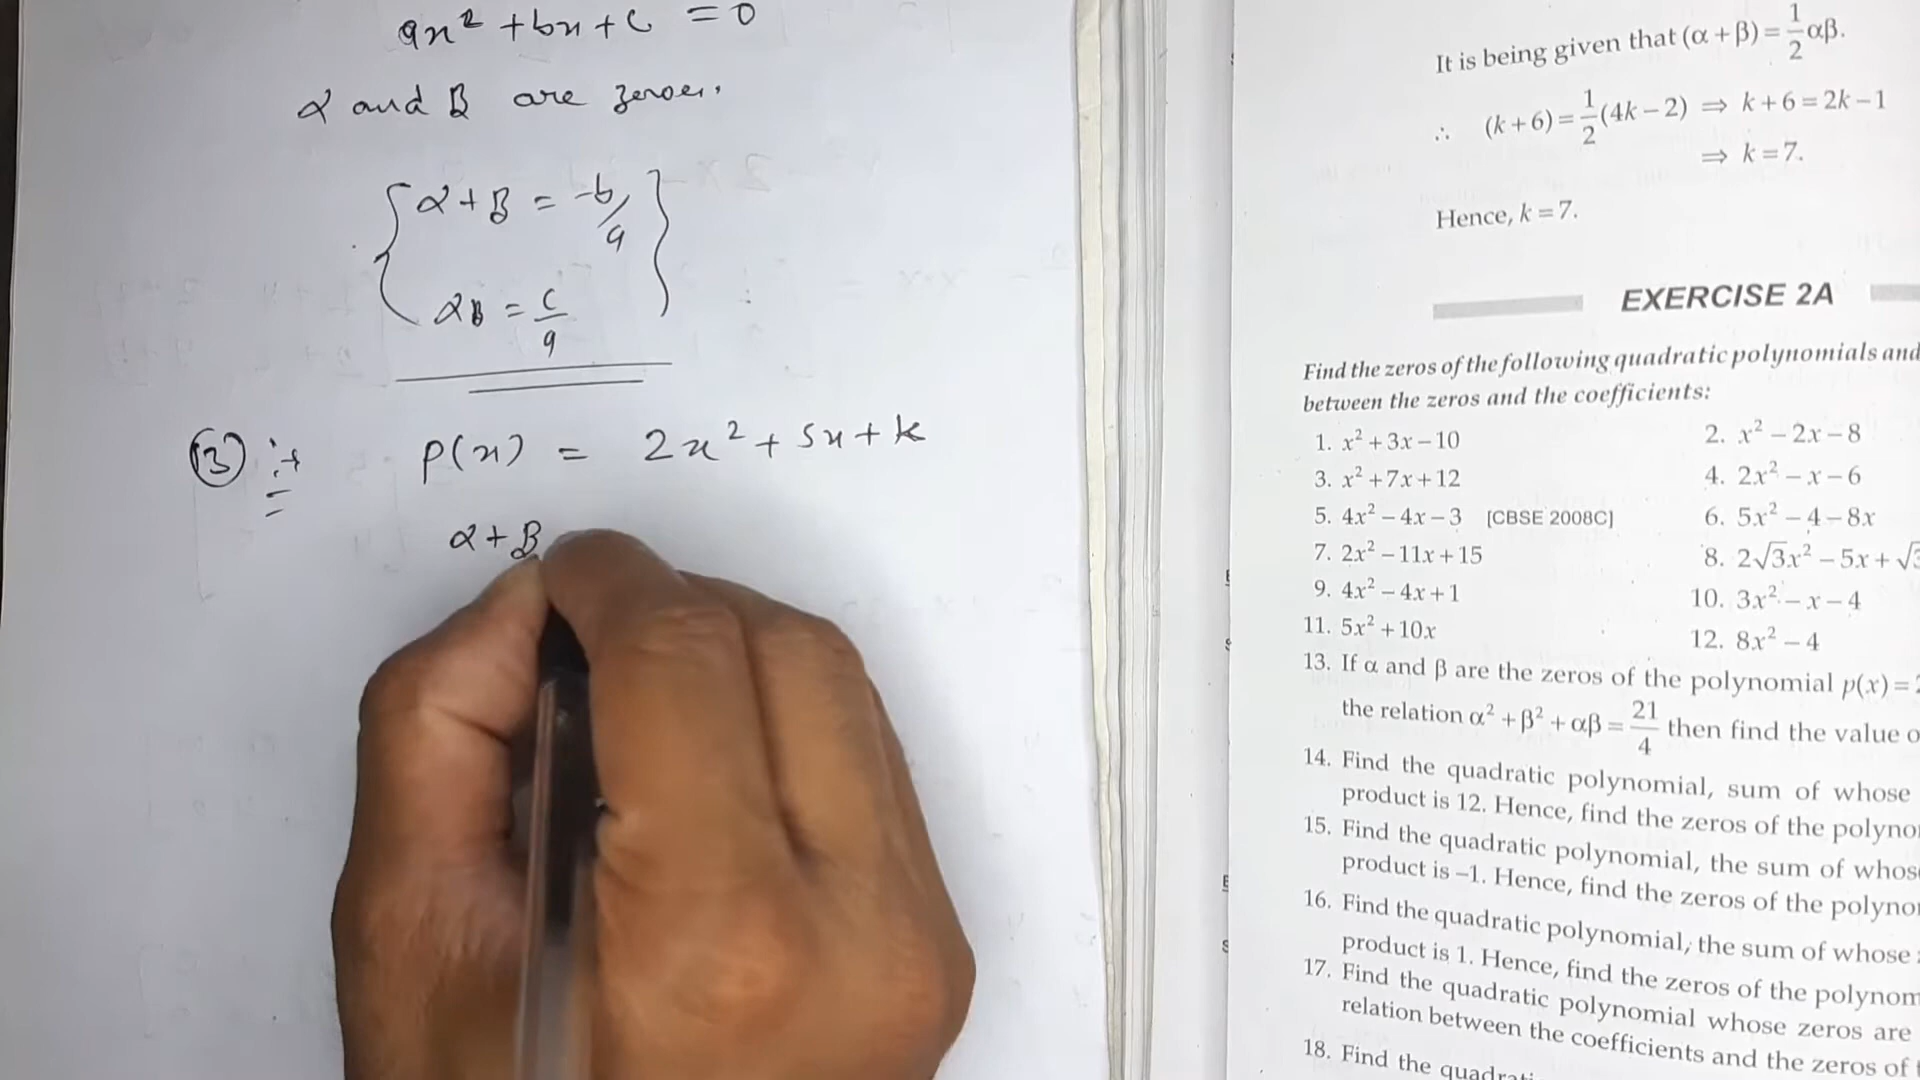 ax² + bx + c = 0
α and β are zeroes.
α + β = -b/a
αβ = c/a
(13) :→ p(x) = 2x² + 5x + k
α + β
It is being given that (α + β) = 1/2 αβ.
∴ (k + 6) = 1/2 (4k − 2) ⇒ k + 6 = 2k − 1
⇒ k = 7.
Hence, k = 7.
EXERCISE 2A
Find the zeros of the following quadratic polynomials and
between the zeros and the coefficients:
1. x² + 3x − 10 2. x² − 2x − 8
3. x² + 7x + 12 4. 2x² − x − 6
5. 4x² − 4x − 3 [CBSE 2008C] 6. 5x² − 4 − 8x
7. 2x² − 11x + 15 8. 2√3x² − 5x + √3
9. 4x² − 4x + 1 10. 3x² − x − 4
11. 5x² + 10x 12. 8x² − 4
13. If α and β are the zeros of the polynomial p(x) =
the relation α² + β² + αβ = 21/4 then find the value
14. Find the quadratic polynomial, sum of whose
product is 12. Hence, find the zeros of the
15. Find the quadratic polynomial, the sum of
product is −1. Hence, find the zeros of the
16. Find the quadratic polynomial, the sum of whose
product is 1. Hence, find the zeros of the
17. Find the quadratic polynomial whose zeros are
relation between the coefficients and the zeros of
18. Find the